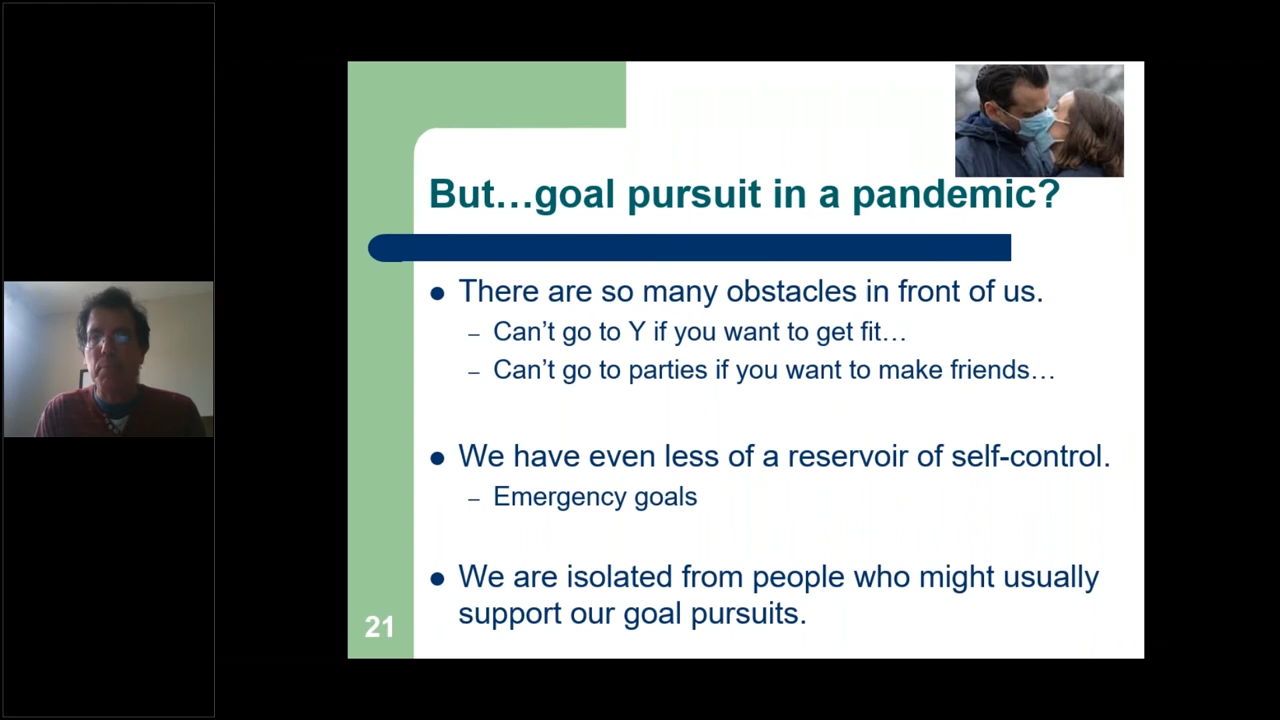 But…goal pursuit in a pandemic?
● There are so many obstacles in front of us.
– Can’t go to Y if you want to get fit…
– Can’t go to parties if you want to make friends…
● We have even less of a reservoir of self-control.
– Emergency goals
● We are isolated from people who might usually
support our goal pursuits.
21